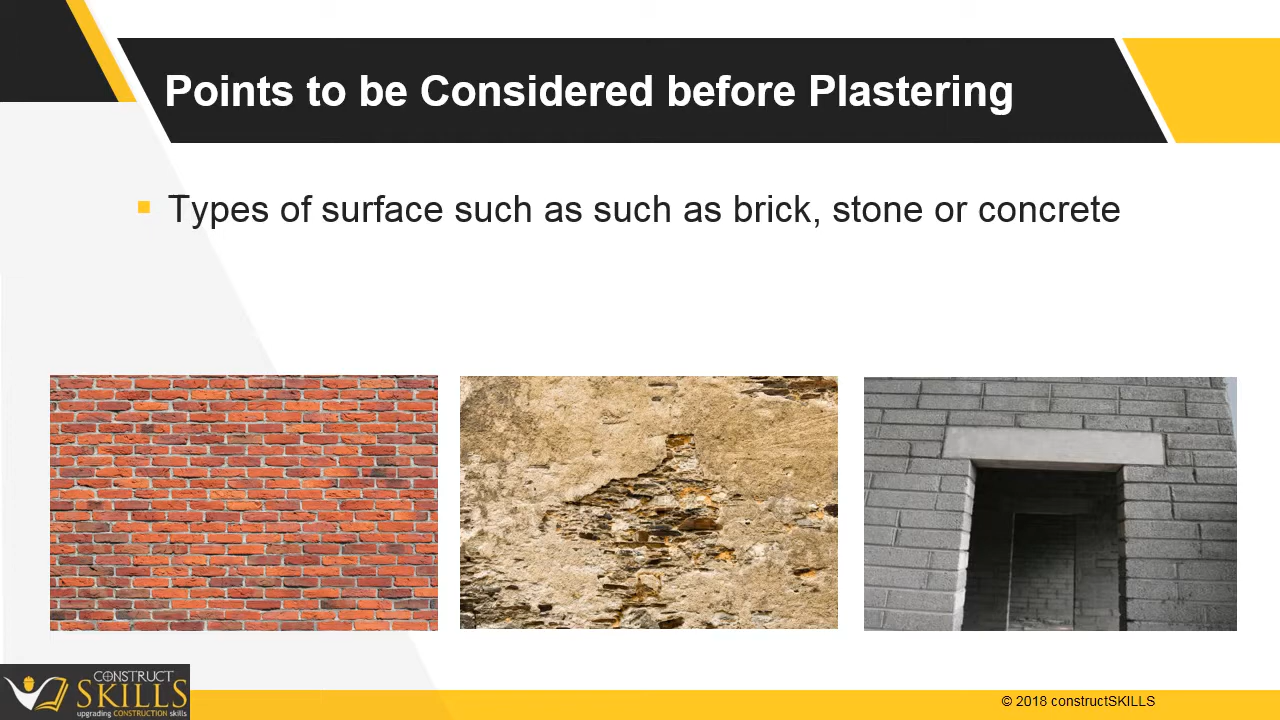 Points to be Considered before Plastering
Types of surface such as such as brick, stone or concrete
CONSTRUCT
SKILLS
upgrading CONSTRUCTION skills
© 2018 constructSKILLS